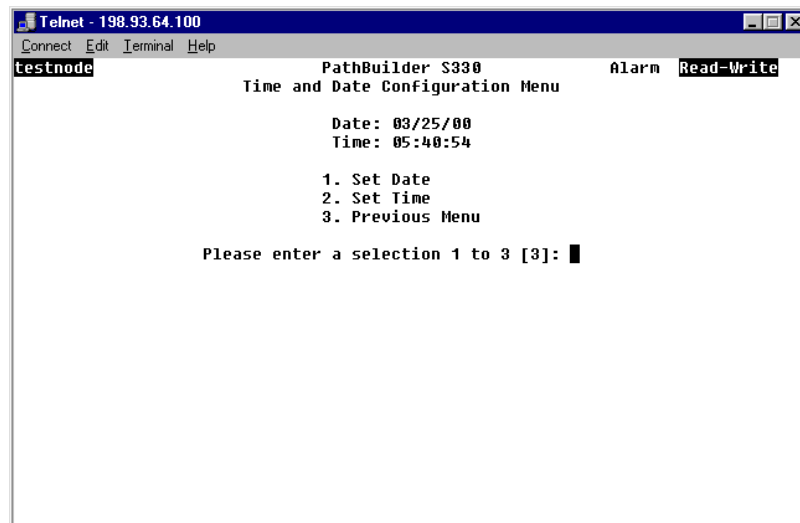 Telnet - 198.93.64.100
Connect Edit Terminal Help
testnode PathBuilder S330 Alarm Read-Write
Time and Date Configuration Menu
Date: 03/25/00
Time: 05:40:54
1. Set Date
2. Set Time
3. Previous Menu
Please enter a selection 1 to 3 [3]: